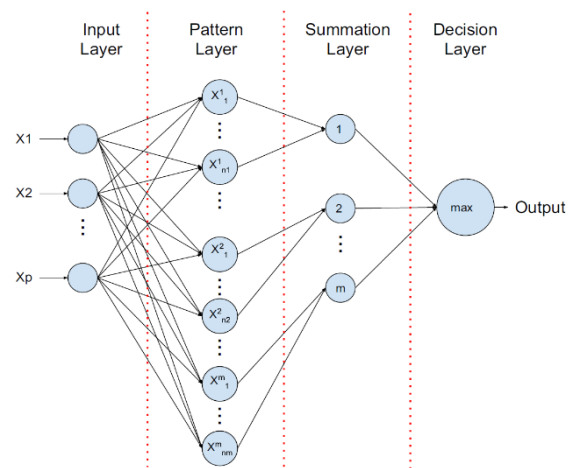 Input Layer
Pattern Layer
Summation Layer
Decision Layer
X1
X2
Xp
X¹₁
X¹ₙ₁
X²₁
X²ₙ₂
Xᵐ₁
Xᵐₙₘ
1
2
m
max
Output